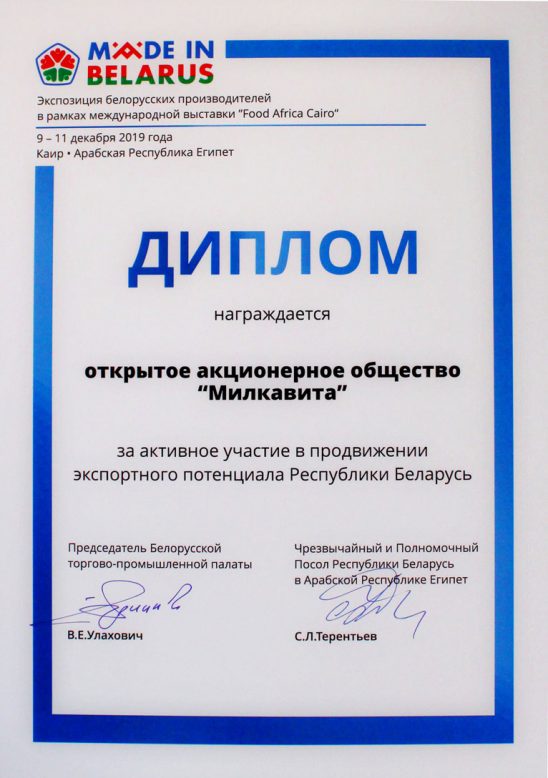 MADE IN
BELARUS
Экспозиция белорусских производителей
в рамках международной выставки "Food Africa Cairo"
9 – 11 декабря 2019 года
Каир • Арабская Республика Египет
ДИПЛОМ
награждается
открытое акционерное общество
“Милкавита”
за активное участие в продвижении
экспортного потенциала Республики Беларусь
Председатель Белорусской
торгово-промышленной палаты
В.Е.Улахович
Чрезвычайный и Полномочный
Посол Республики Беларусь
в Арабской Республике Египет
С.Л.Терентьев